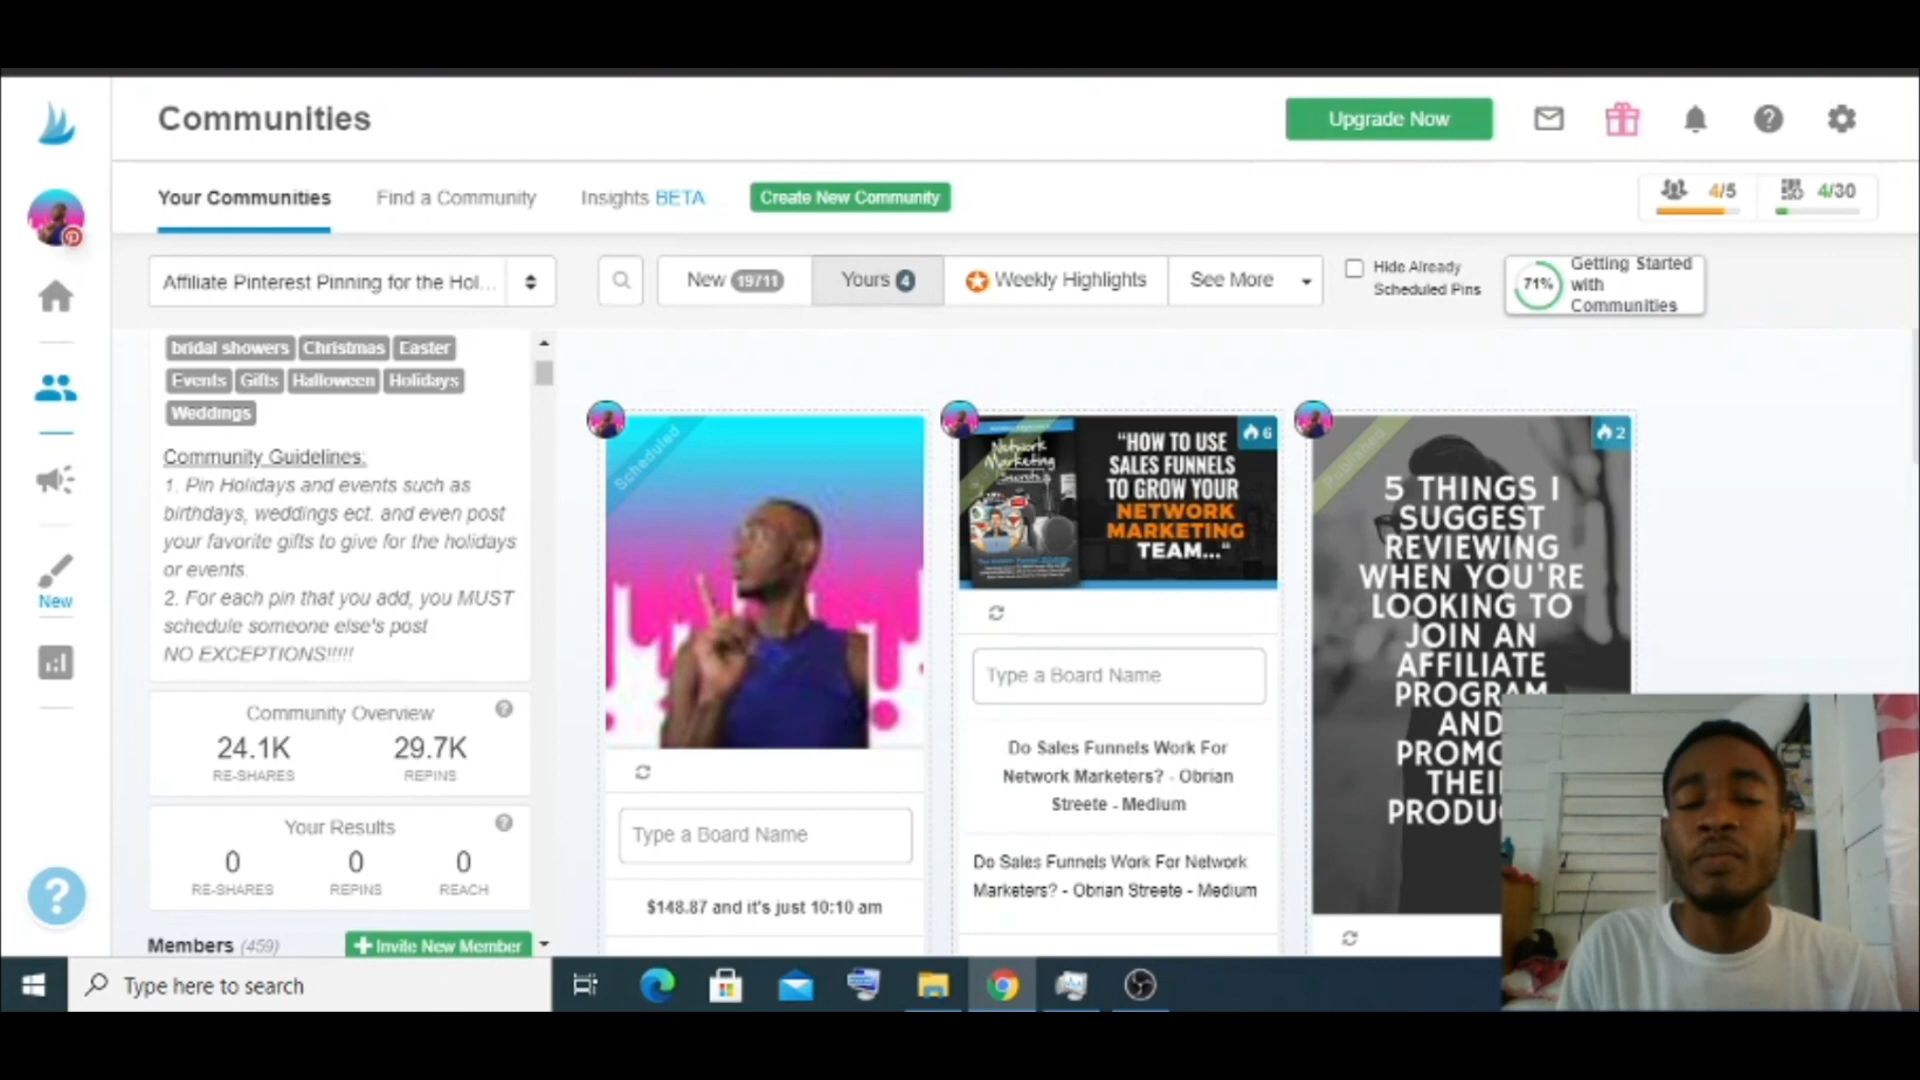 Communities
Upgrade Now
Your Communities
Find a Community
Insights BETA
Create New Community
4/5
4/30
Affiliate Pinterest Pinning for the Hol...
New 19711
Yours 4
Weekly Highlights
See More
Hide Already
Scheduled Pins
71%
Getting Started
with
Communities
bridal showers Christmas Easter
Events Gifts Halloween Holidays
Weddings
Community Guidelines:
1. Pin Holidays and events such as
birthdays, weddings ect. and even post
your favorite gifts to give for the holidays
or events.
2. For each pin that you add, you MUST
schedule someone else's post
NO EXCEPTIONS!!!!!
Community Overview
24.1K
29.7K
RE-SHARES
REPINS
Your Results
0
0
0
RE-SHARES
REPINS
REACH
Members (459)
Invite New Member
New
Scheduled
Type a Board Name
$148.87 and it's just 10:10 am
6
Network
Marketing
Secrets
"HOW TO USE
SALES FUNNELS
TO GROW YOUR
NETWORK
MARKETING
TEAM..."
Type a Board Name
Do Sales Funnels Work For
Network Marketers? - Obrian
Streete - Medium
Do Sales Funnels Work For Network
Marketers? - Obrian Streete - Medium
Published
2
5 THINGS I
SUGGEST
REVIEWING
WHEN YOU'RE
LOOKING TO
JOIN AN
AFFILIATE
PROGRAM
AND
PROMO
THEI
PRODU
Type here to search